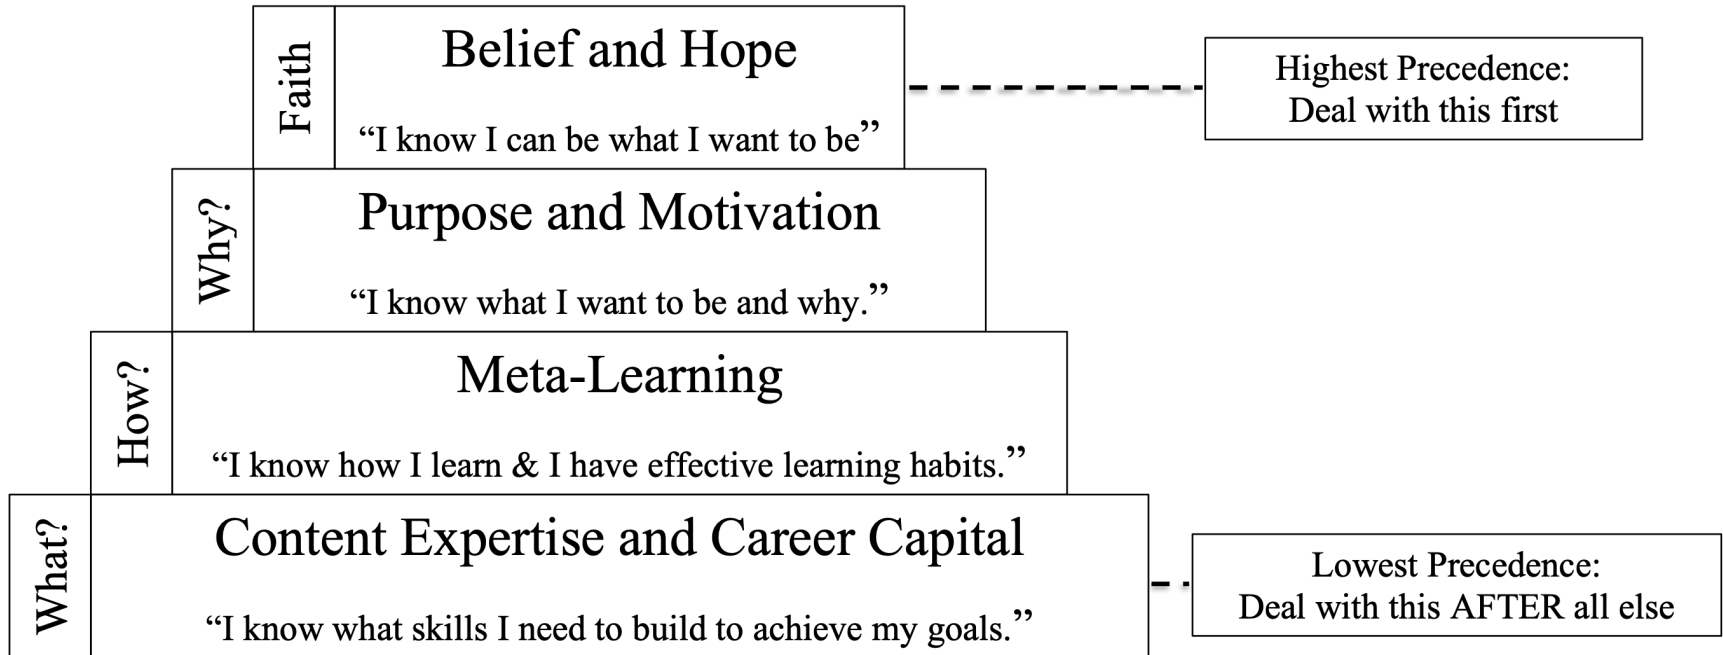 Faith
Belief and Hope
“I know I can be what I want to be”
Highest Precedence:
Deal with this first
Why?
Purpose and Motivation
“I know what I want to be and why.”
How?
Meta-Learning
“I know how I learn & I have effective learning habits.”
What?
Content Expertise and Career Capital
“I know what skills I need to build to achieve my goals.”
Lowest Precedence:
Deal with this AFTER all else